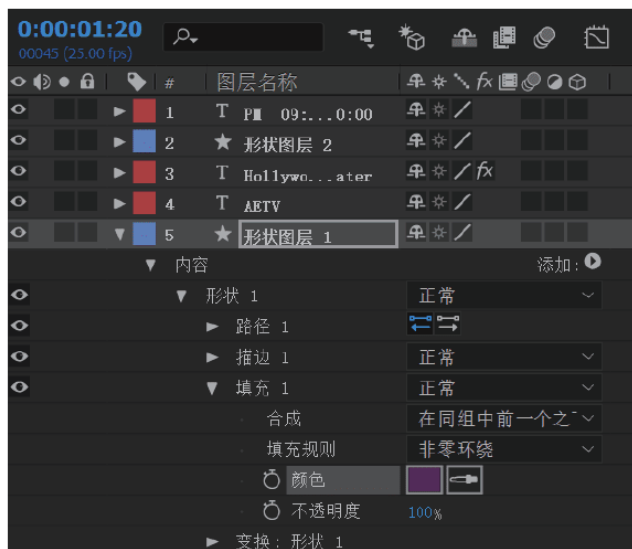 0:00:01:20
00045 (25.00 fps)
# 图层名称 fx
1 T PM 09:...0:00
2 形状图层 2
3 T Hollywo...ater fx
4 T AETV
5 形状图层 1
内容 添加:
形状 1 正常
路径 1
描边 1 正常
填充 1 正常
合成 在同组中前一个之下
填充规则 非零环绕
颜色
不透明度 100%
变换: 形状 1